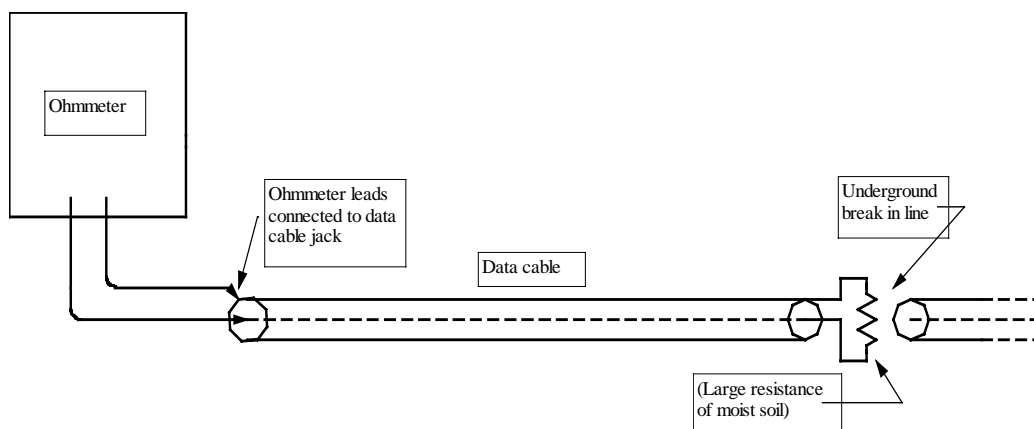 Ohmmeter
Ohmmeter leads
connected to data
cable jack
Data cable
Underground
break in line
(Large resistance
of moist soil)